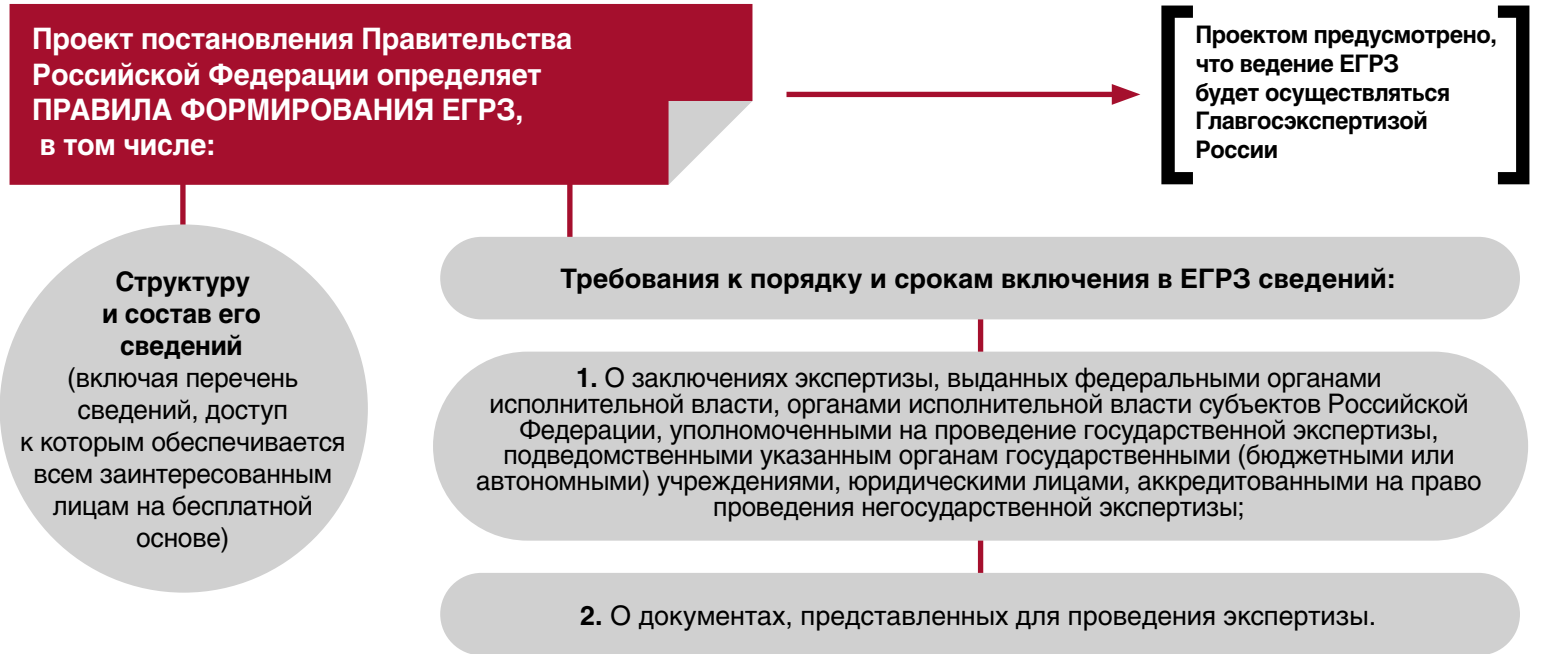 Проект постановления Правительства
Российской Федерации определяет
ПРАВИЛА ФОРМИРОВАНИЯ ЕГРЗ,
в том числе:
Проектом предусмотрено,
что ведение ЕГРЗ
будет осуществляться
Главгосэкспертизой
России
Структуру
и состав его
сведений
(включая перечень
сведений, доступ
к которым обеспечивается
всем заинтересованным
лицам на бесплатной
основе)
Требования к порядку и срокам включения в ЕГРЗ сведений:
1. О заключениях экспертизы, выданных федеральными органами
исполнительной власти, органами исполнительной власти субъектов Российской
Федерации, уполномоченными на проведение государственной экспертизы,
подведомственными указанным органам государственными (бюджетными или
автономными) учреждениями, юридическими лицами, аккредитованными на право
проведения негосударственной экспертизы;
2. О документах, представленных для проведения экспертизы.